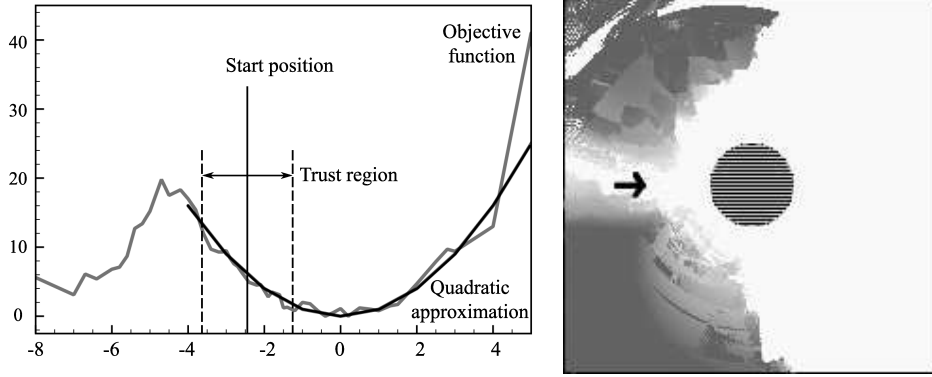 40
30
20
10
0
-8
-6
-4
-2
0
2
4
Objective
function
Start position
Trust region
Quadratic
approximation